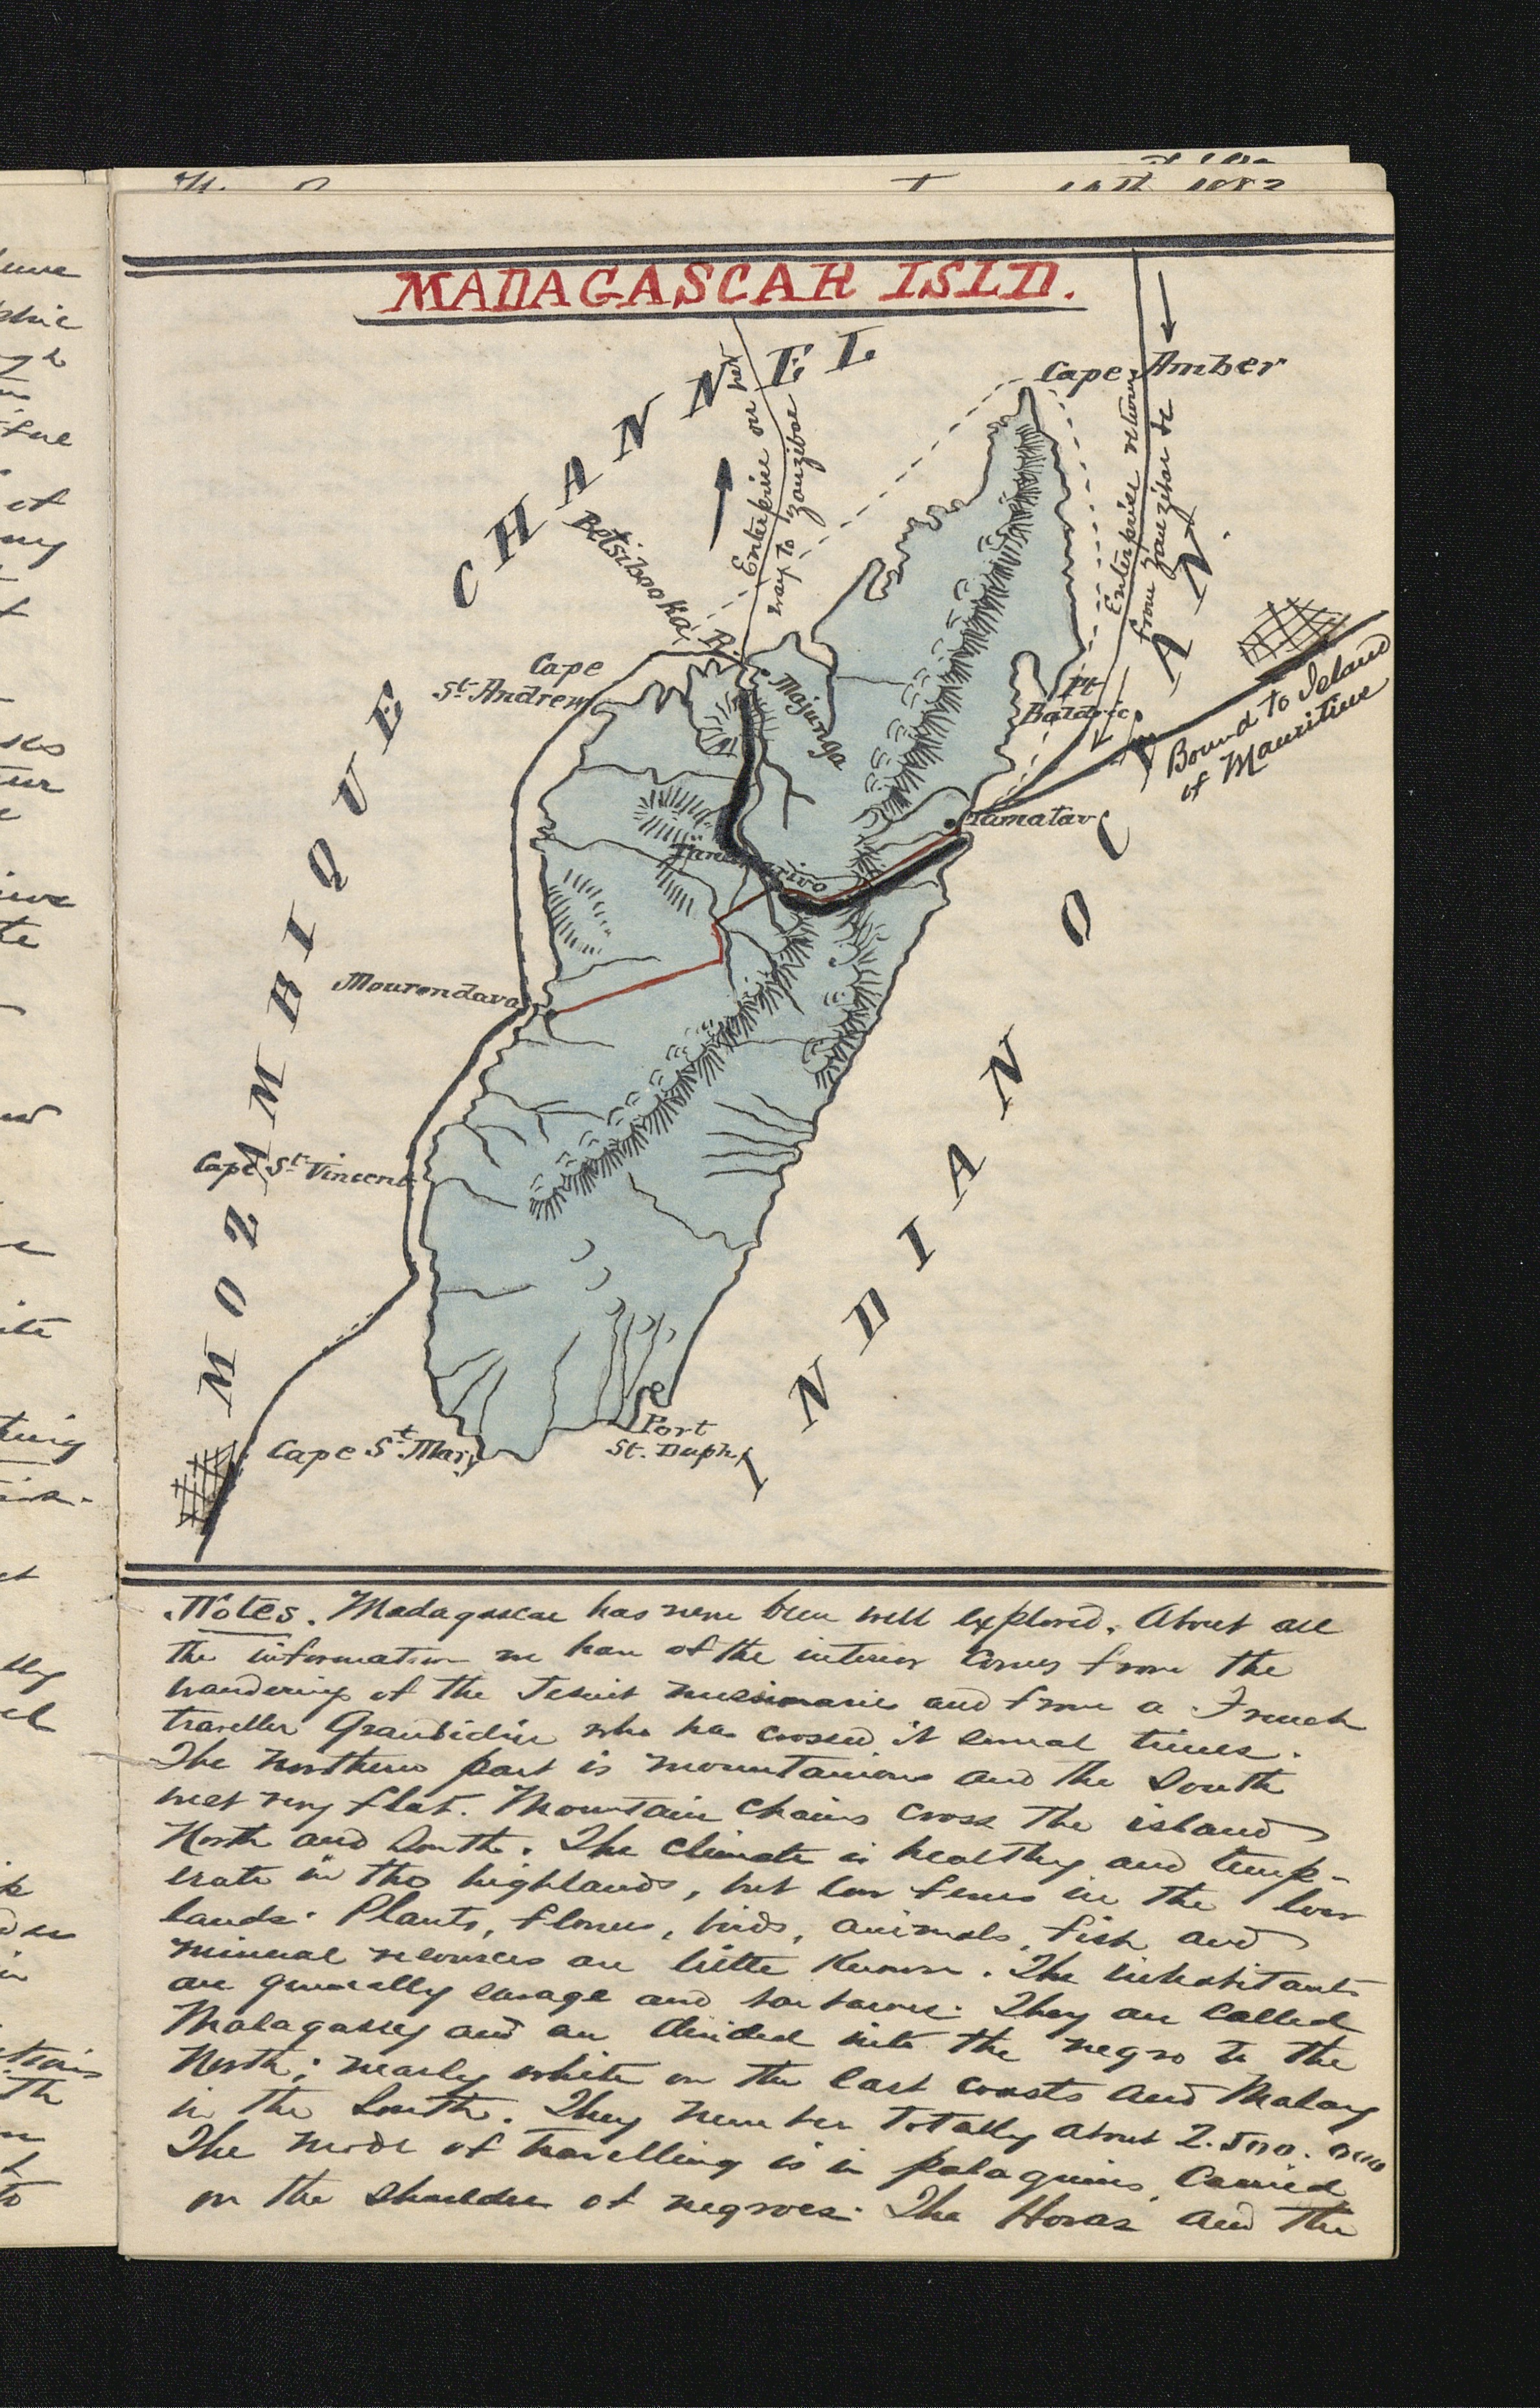 MADAGASCAR ISLD.
CHANNEL
MOZAMBIQUE
INDIAN OCEAN.
Cape Amber
Enterprise on her
way to Zanzibar
Enterprise return
from Zanzibar &c
Betsibooka R.
Cape
St. Andrew
Majunga
Pt.
Bound to Island
of Mauritius
Tamatav
Mourondava
Cape St. Vincent
Cape St. Mary
Port
St. Duph.
Notes. Madagascar has never been well explored. About all
the information we have of the interior comes from the
wandering of the Jesuit missionaries and from a French
traveller Grandidier who has crossed it several times.
The northern part is mountainous and the South
west very flat. Mountain chains cross the island
North and South. The climate is healthy and temp-
erate in the highlands, but low fevers in the low
lands. Plants, flowers, birds, animals, fish and
mineral resources are little known. The inhabitants
are generally savage and barbarous. They are called
Malagassey and are divided into the negro to the
North; nearly white on the East coasts and Malay
in the South. They number totally about 2.500.000
The mode of travelling is in palaquins carried
on the shoulders of negroes. The Hovas and the